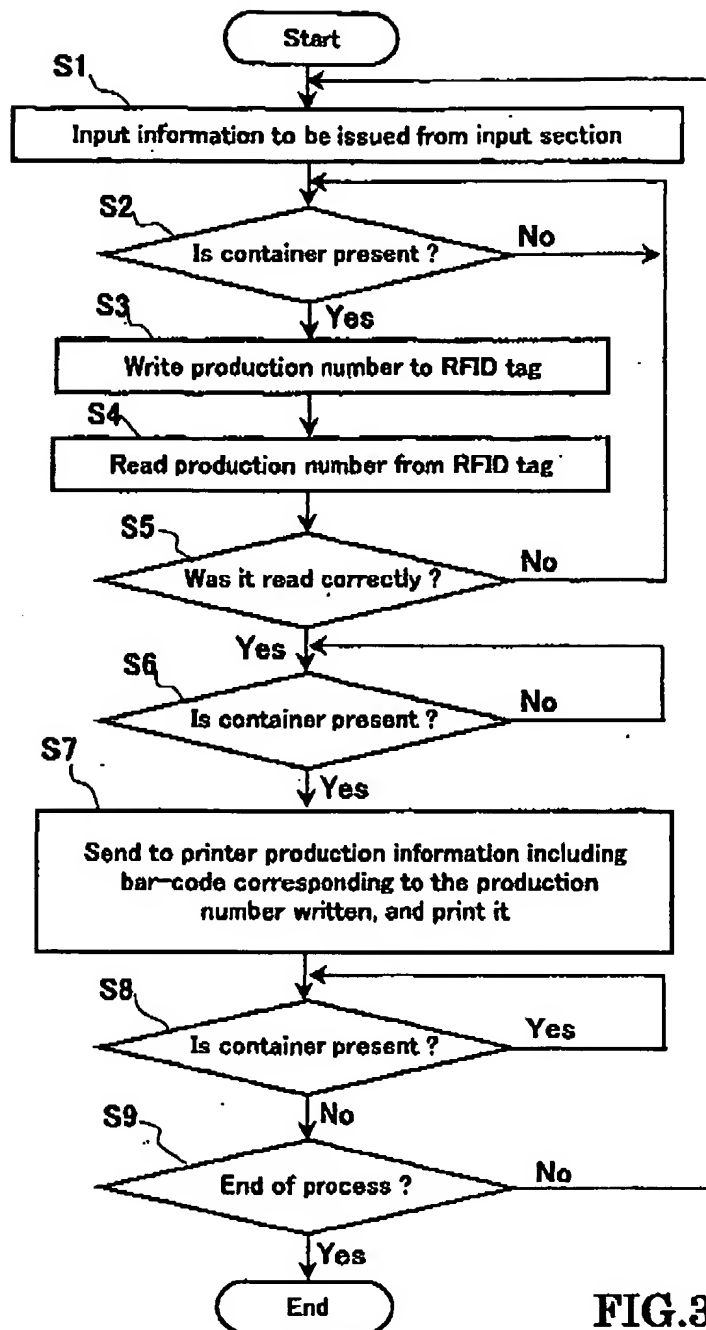 Start
S1
Input information to be issued from input section
S2
Is container present ?
No
Yes
S3
Write production number to RFID tag
S4
Read production number from RFID tag
S5
Was it read correctly ?
No
Yes
S6
Is container present ?
No
Yes
S7
Send to printer production information including
bar-code corresponding to the production
number written, and print it
S8
Is container present ?
Yes
No
S9
End of process ?
No
Yes
End
FIG.3